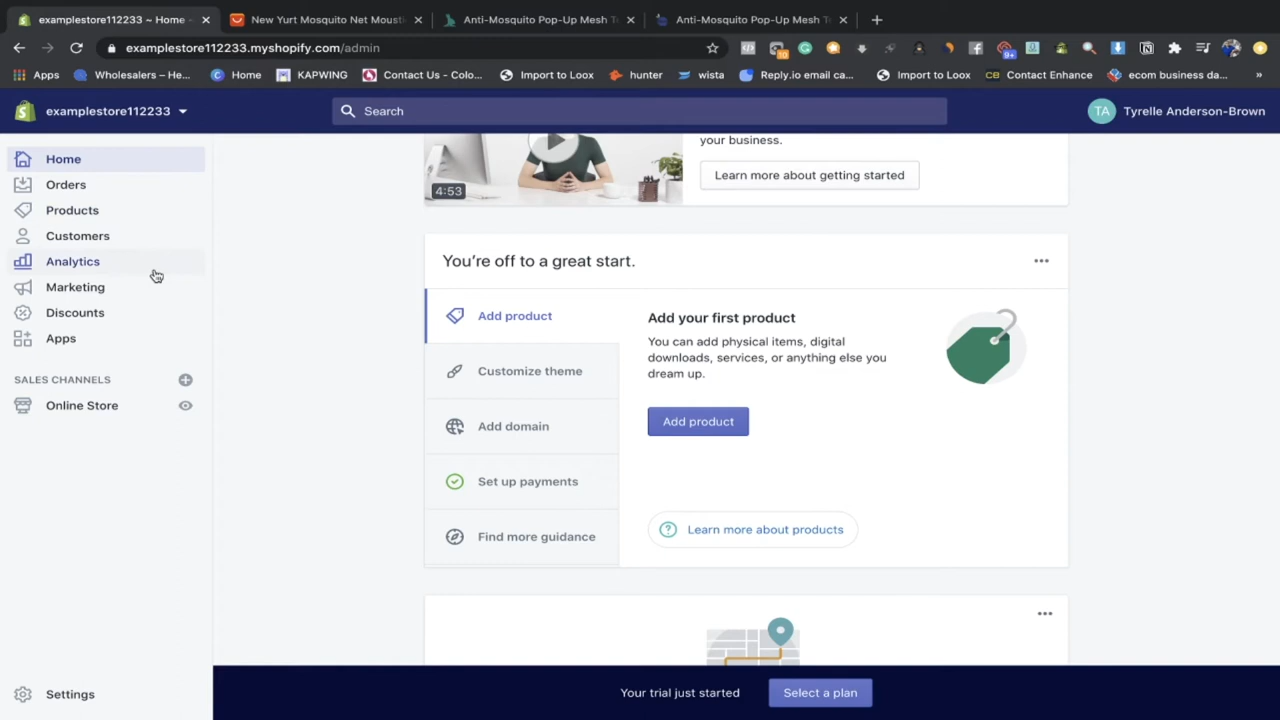 examplestore112233 ~ Home ~
New Yurt Mosquito Net Moust
Anti-Mosquito Pop-Up Mesh T
Anti-Mosquito Pop-Up Mesh T
examplestore112233.myshopify.com/admin
10
9+
Apps
Wholesalers – He...
Home
KAPWING
Contact Us - Colo...
Import to Loox
hunter
wista
Reply.io email ca...
Import to Loox
CB Contact Enhance
ecom business da...
»
examplestore112233
Search
TA
Tyrelle Anderson-Brown
Home
Orders
Products
Customers
Analytics
Marketing
Discounts
Apps
SALES CHANNELS
Online Store
Settings
your business.
4:53
Learn more about getting started
You're off to a great start.
Add product
Customize theme
Add domain
Set up payments
Find more guidance
Add your first product
You can add physical items, digital
downloads, services, or anything else you
dream up.
Add product
Learn more about products
Your trial just started
Select a plan